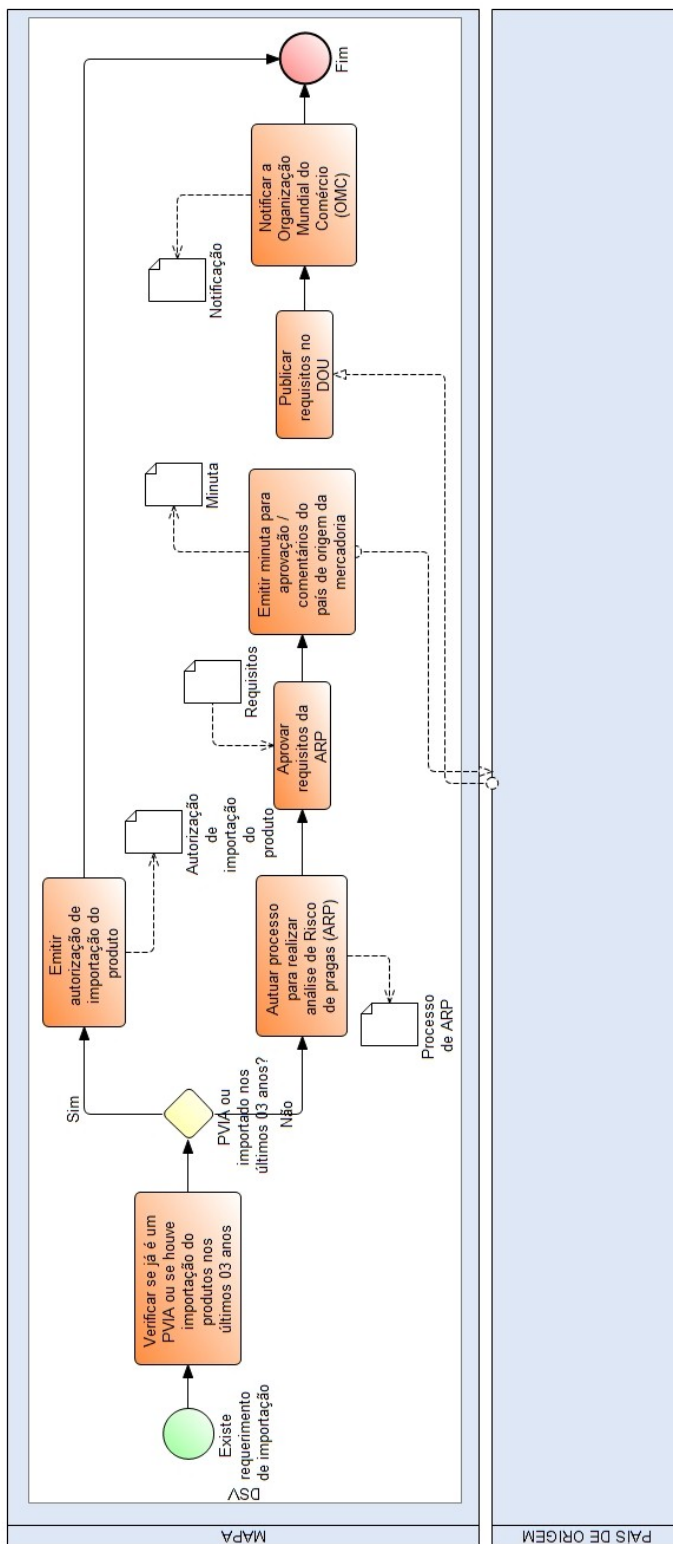 MAPA
DSV
Existe
requerimento
de importação
Verificar se já é um
PVIA ou se houve
importação do
produtos nos
últimos 03 anos
PVIA ou
importado nos
últimos 03 anos?
Sim
Não
Emitir
autorização de
importação do
produto
Autorização
de
importação
do
produto
Autuar processo
para realizar
análise de Risco
de pragas (ARP)
Processo
de ARP
Aprovar
requisitos da
ARP
Requisitos
Emitir minuta para
aprovação /
comentários do
país de origem da
mercadoria
Minuta
Publicar
requisitos no
DOU
Notificar a
Organização
Mundial do
Comércio
(OMC)
Notificação
Fim
PAÍS DE ORIGEM